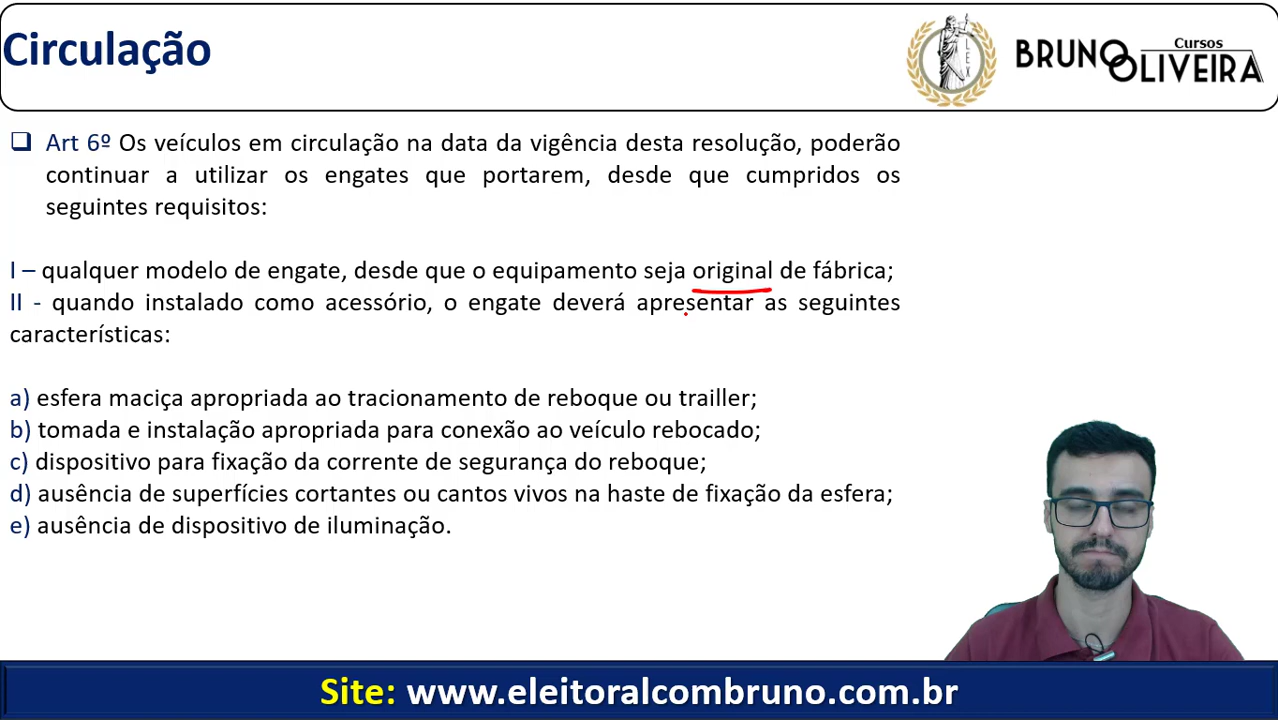 Circulação
LEX
BRUNO Cursos OLIVEIRA
Art 6º Os veículos em circulação na data da vigência desta resolução, poderão
continuar a utilizar os engates que portarem, desde que cumpridos os
seguintes requisitos:
I – qualquer modelo de engate, desde que o equipamento seja original de fábrica;
II - quando instalado como acessório, o engate deverá apresentar as seguintes
características:
a) esfera maciça apropriada ao tracionamento de reboque ou trailler;
b) tomada e instalação apropriada para conexão ao veículo rebocado;
c) dispositivo para fixação da corrente de segurança do reboque;
d) ausência de superfícies cortantes ou cantos vivos na haste de fixação da esfera;
e) ausência de dispositivo de iluminação.
Site: www.eleitoralcombruno.com.br